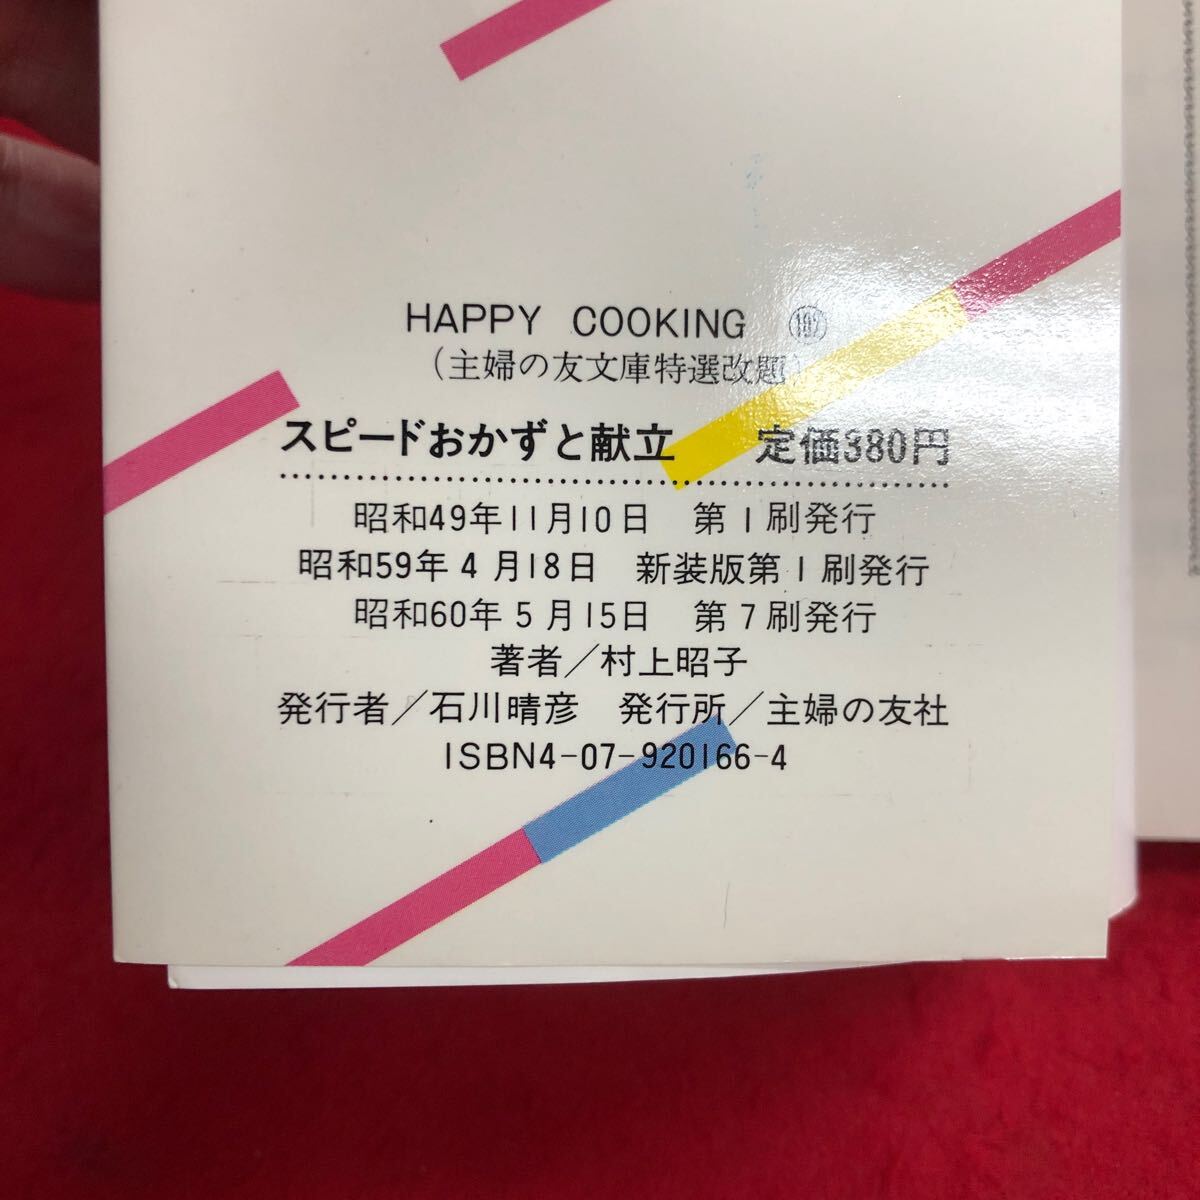 HAPPY COOKING
(主婦の友文庫特選改題)
スピードおかずと献立 定価380円
昭和49年11月10日 第1刷発行
昭和59年4月18日 新装版第1刷発行
昭和60年5月15日 第7刷発行
著者/村上昭子
発行者/石川晴彦 発行所/主婦の友社
ISBN4-07-920166-4